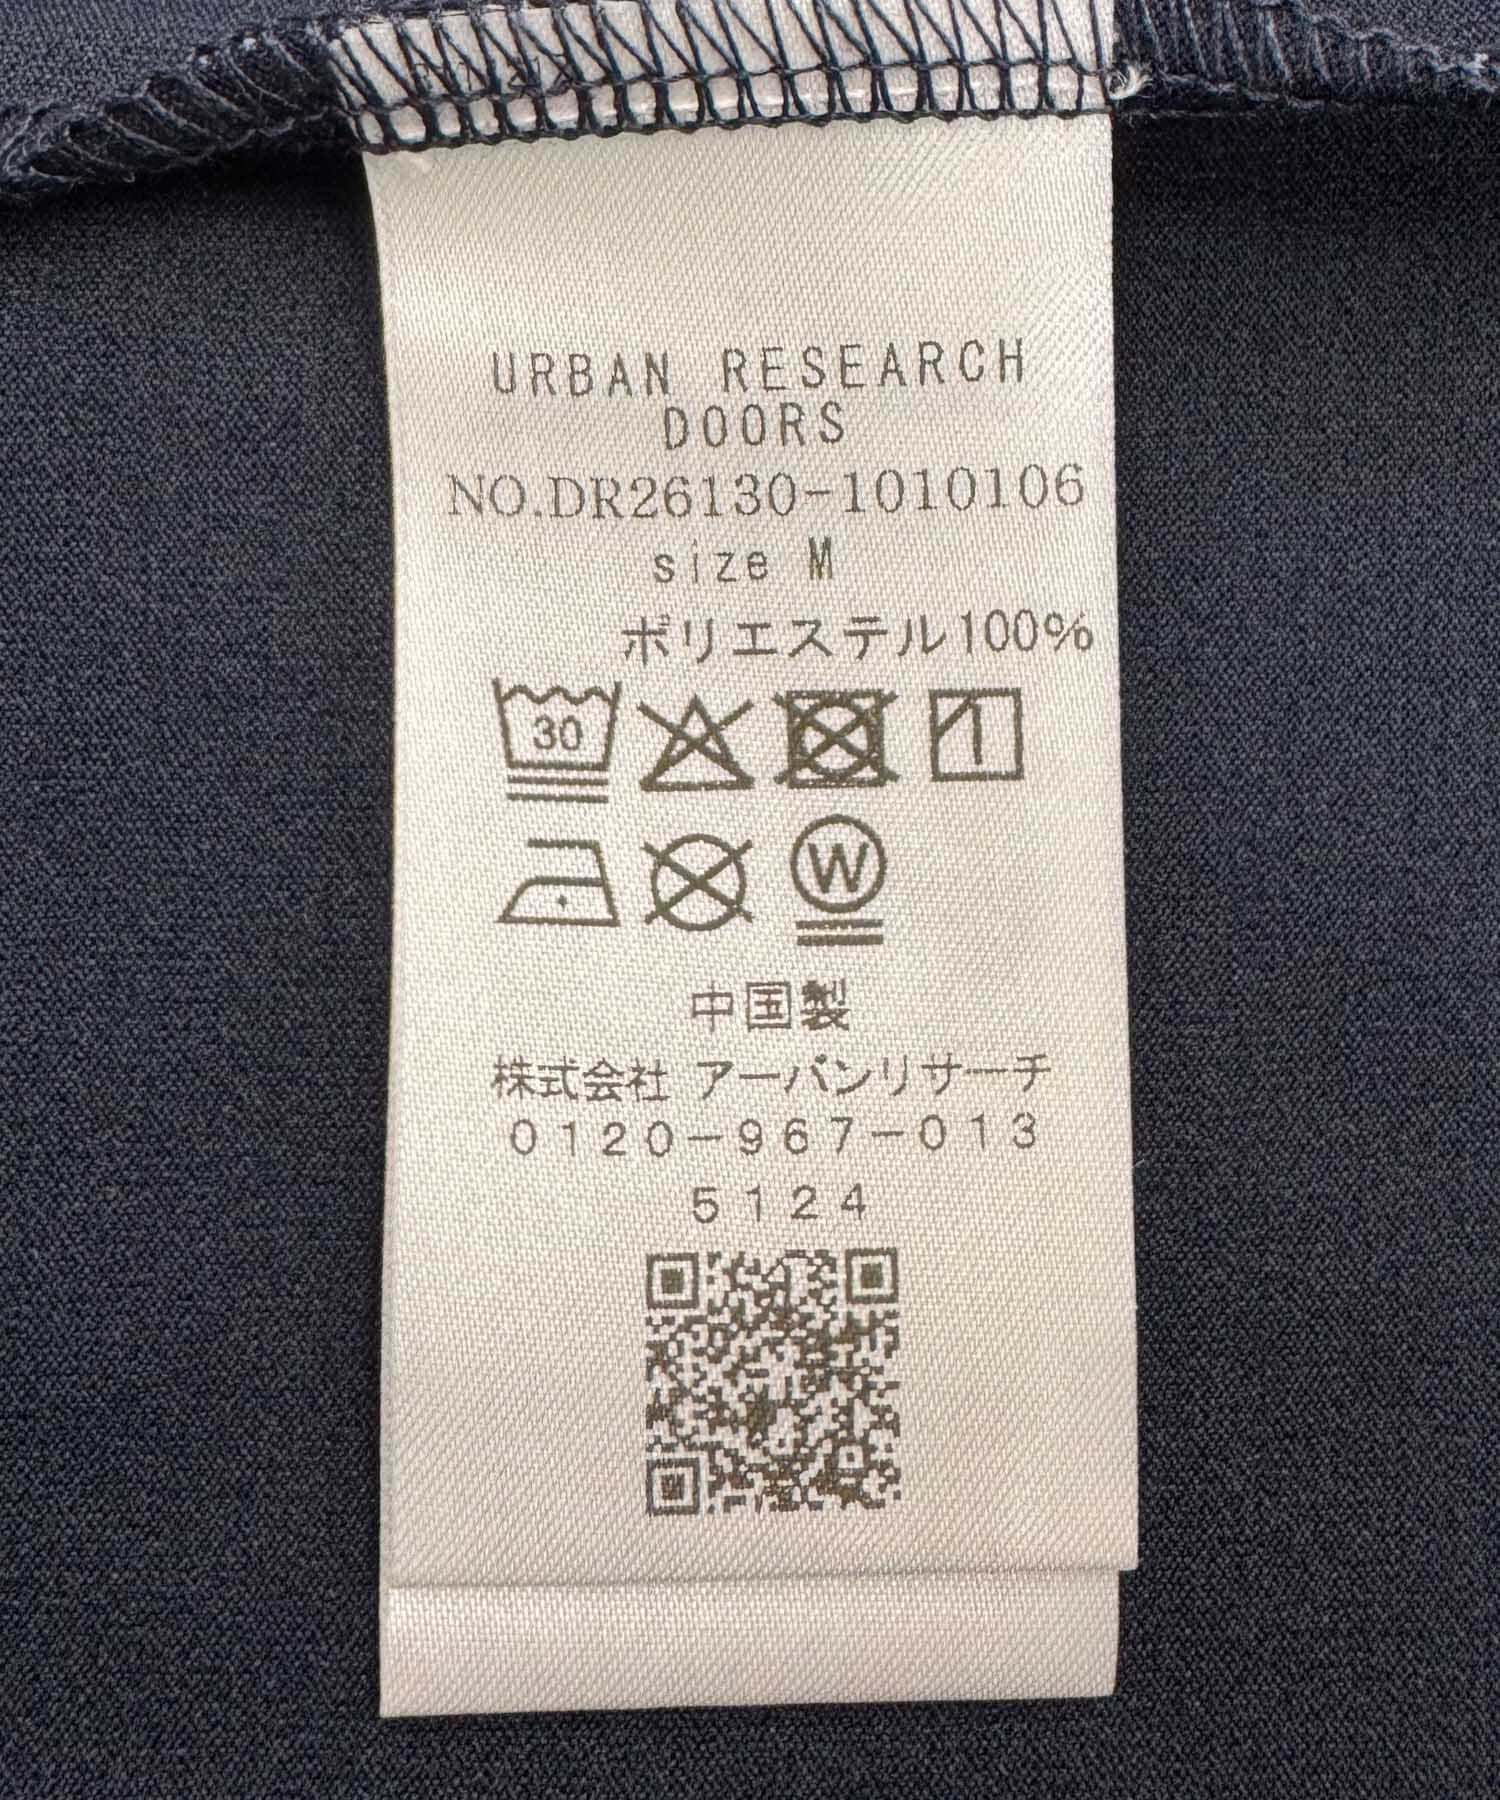 URBAN RESEARCH
DOORS
NO.DR26130-1010106
size M
ポリエステル100%
30
W
中国製
株式会社 アーバンリサーチ
0120-967-013
5124